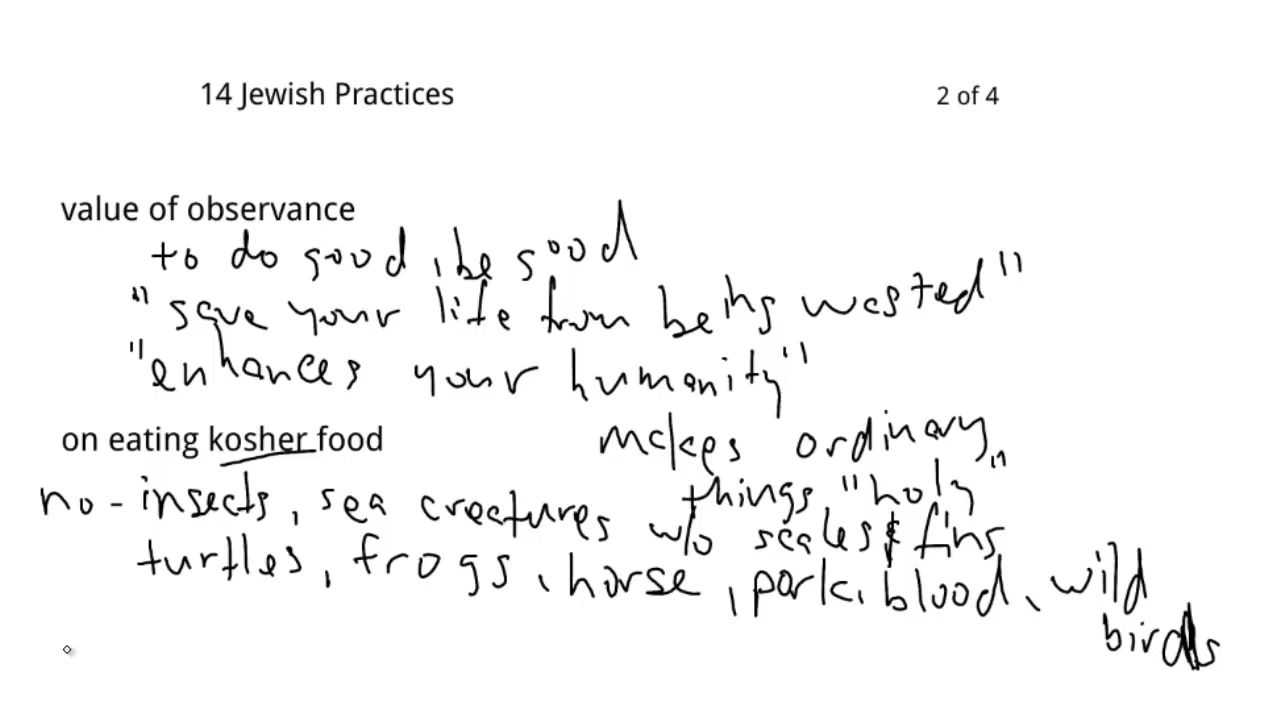 14 Jewish Practices
2 of 4
value of observance
to do good, be good
"save your life from being wasted"
"enhances your humanity"
on eating kosher food
makes ordinary
things "holy"
no - insects, sea creatures w/o scales & fins
turtles, frogs, horse, pork, blood, wild
birds